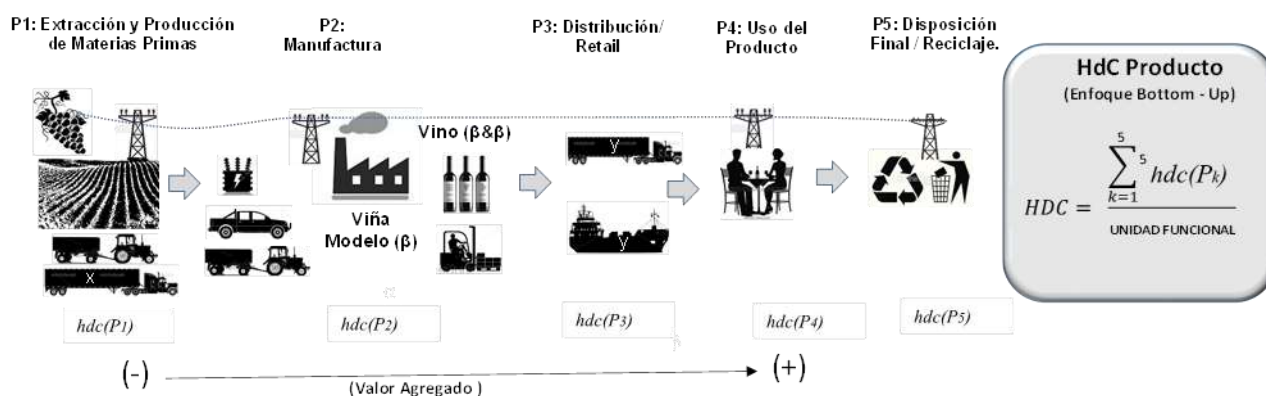 P1: Extracción y Producción
de Materias Primas
P2:
Manufactura
P3: Distribución/
Retail
P4: Uso del
Producto
P5: Disposición
Final / Reciclaje.
HdC Producto
(Enfoque Bottom - Up)
HDC = 5 ∑ k=1 5 hdc(Pk)
UNIDAD FUNCIONAL
Vino (β&β)
Viña
Modelo (β)
x
y
y
hdc(P1)
hdc(P2)
hdc(P3)
hdc(P4)
hdc(P5)
(-)
(+)
(Valor Agregado )